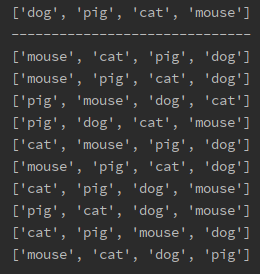 ['dog', 'pig', 'cat', 'mouse']
------------------------------
['mouse', 'cat', 'pig', 'dog']
['mouse', 'pig', 'cat', 'dog']
['pig', 'mouse', 'dog', 'cat']
['pig', 'dog', 'cat', 'mouse']
['cat', 'mouse', 'pig', 'dog']
['mouse', 'pig', 'cat', 'dog']
['cat', 'pig', 'dog', 'mouse']
['pig', 'cat', 'dog', 'mouse']
['cat', 'pig', 'mouse', 'dog']
['mouse', 'cat', 'dog', 'pig']